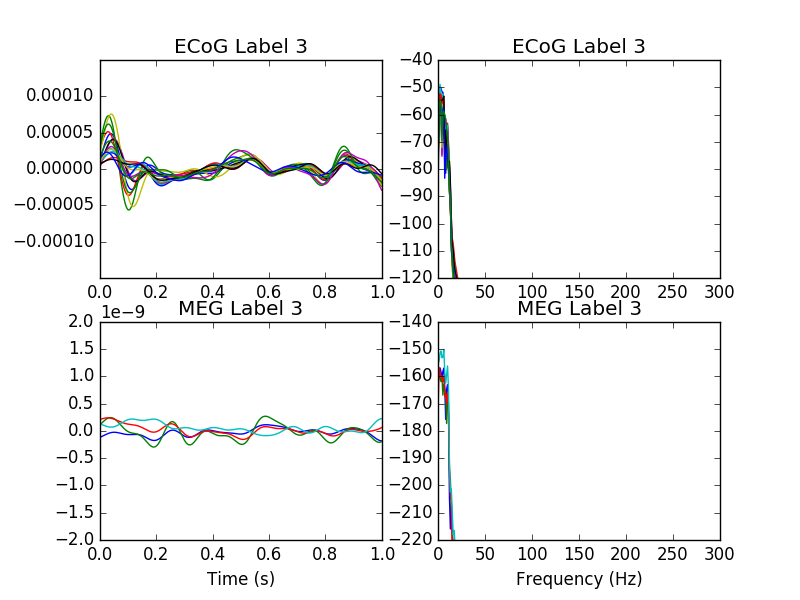 ECoG Label 3
ECoG Label 3
0.00010
0.00005
0.00000
−0.00005
−0.00010
0.0 0.2 0.4 0.6 0.8 1.0
−40
−50
−60
−70
−80
−90
−100
−110
−120
0 50 100 150 200 250 300
1e−9
MEG Label 3
MEG Label 3
2.0
1.5
1.0
0.5
0.0
−0.5
−1.0
−1.5
−2.0
0.0 0.2 0.4 0.6 0.8 1.0
Time (s)
−140
−150
−160
−170
−180
−190
−200
−210
−220
0 50 100 150 200 250 300
Frequency (Hz)